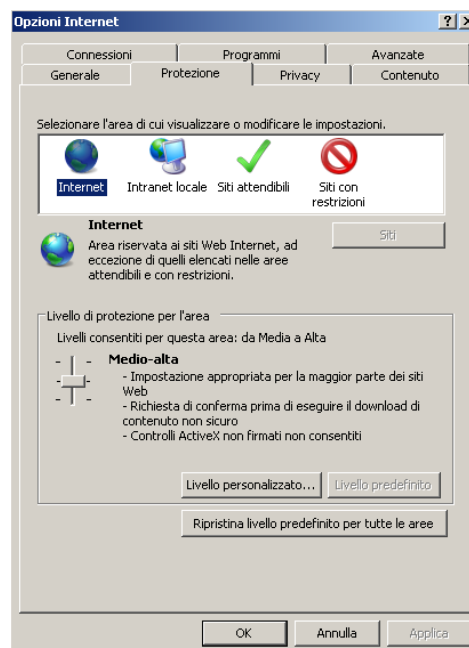 Opzioni Internet
Connessioni Programmi Avanzate
Generale Protezione Privacy Contenuto
Selezionare l'area di cui visualizzare o modificare le impostazioni.
Internet Intranet locale Siti attendibili Siti con
restrizioni
Internet
Siti
Area riservata ai siti Web Internet, ad
eccezione di quelli elencati nelle aree
attendibili e con restrizioni.
Livello di protezione per l'area
Livelli consentiti per questa area: da Media a Alta
Medio-alta
- Impostazione appropriata per la maggior parte dei siti
Web
- Richiesta di conferma prima di eseguire il download di
contenuto non sicuro
- Controlli ActiveX non firmati non consentiti
Livello personalizzato... Livello predefinito
Ripristina livello predefinito per tutte le aree
OK Annulla Applica